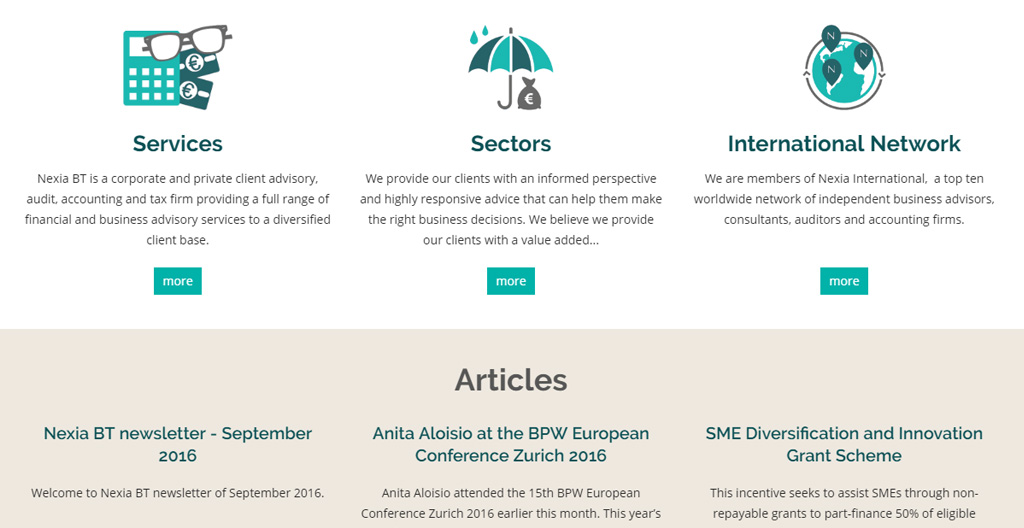 Services
Nexia BT is a corporate and private client advisory,
audit, accounting and tax firm providing a full range of
financial and business advisory services to a diversified
client base.
more
Sectors
We provide our clients with an informed perspective
and highly responsive advice that can help them make
the right business decisions. We believe we provide
our clients with a value added...
more
N
N
N
International Network
We are members of Nexia International,  a top ten
worldwide network of independent business advisors,
consultants, auditors and accounting firms.
more
Articles
Nexia BT newsletter - September
2016
Welcome to Nexia BT newsletter of September 2016.
Anita Aloisio at the BPW European
Conference Zurich 2016
Anita Aloisio attended the 15th BPW European
Conference Zurich 2016 earlier this month. This year's
SME Diversification and Innovation
Grant Scheme
This incentive seeks to assist SMEs through non-
repayable grants to part-finance 50% of eligible